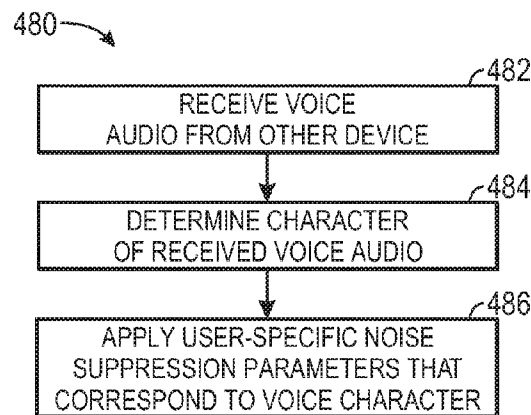 480
482
RECEIVE VOICE
AUDIO FROM OTHER DEVICE
484
DETERMINE CHARACTER
OF RECEIVED VOICE AUDIO
486
APPLY USER-SPECIFIC NOISE
SUPPRESSION PARAMETERS THAT
CORRESPOND TO VOICE CHARACTER